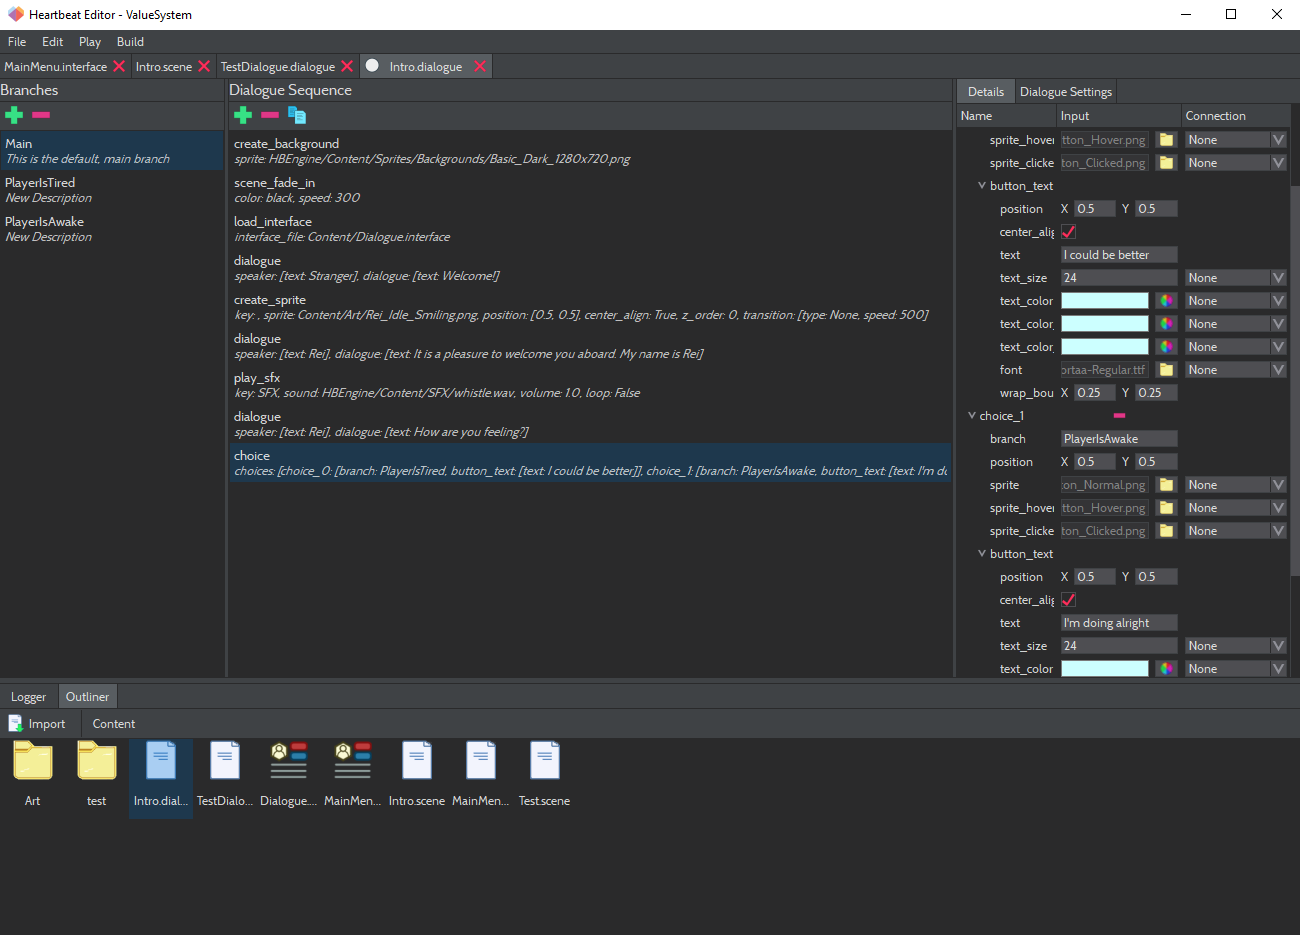 Heartbeat Editor - ValueSystem
File Edit Play Build
MainMenu.interface Intro.scene TestDialogue.dialogue Intro.dialogue
Branches
Main
This is the default, main branch
PlayerIsTired
New Description
PlayerIsAwake
New Description
Dialogue Sequence
create_background
sprite: HBEngine/Content/Sprites/Backgrounds/Basic_Dark_1280x720.png
scene_fade_in
color: black, speed: 300
load_interface
interface_file: Content/Dialogue.interface
dialogue
speaker: [text: Stranger], dialogue: [text: Welcome!]
create_sprite
key: , sprite: Content/Art/Rei_Idle_Smiling.png, position: [0.5, 0.5], center_align: True, z_order: 0, transition: [type: None, speed: 500]
dialogue
speaker: [text: Rei], dialogue: [text: It is a pleasure to welcome you aboard. My name is Rei]
play_sfx
key: SFX, sound: HBEngine/Content/SFX/whistle.wav, volume: 1.0, loop: False
dialogue
speaker: [text: Rei], dialogue: [text: How are you feeling?]
choice
choices: [choice_0: [branch: PlayerIsTired, button_text: [text: I could be better]], choice_1: [branch: PlayerIsAwake, button_text: [text: I'm do
Details Dialogue Settings
Name Input Connection
sprite_hover tton_Hover.png None
sprite_clicke ton_Clicked.png None
button_text
position X 0.5 Y 0.5
center_alig
text I could be better
text_size 24 None
text_color None
text_color_ None
text_color_ None
font ortaa-Regular.ttf None
wrap_bou X 0.25 Y 0.25
choice_1
branch PlayerIsAwake
position X 0.5 Y 0.5
sprite ton_Normal.png None
sprite_hover tton_Hover.png None
sprite_clicke ton_Clicked.png None
button_text
position X 0.5 Y 0.5
center_alig
text I'm doing alright
text_size 24 None
text_color None
Logger Outliner
Import Content
Art test Intro.dial... TestDialo... Dialogue.... MainMen... Intro.scene MainMen... Test.scene